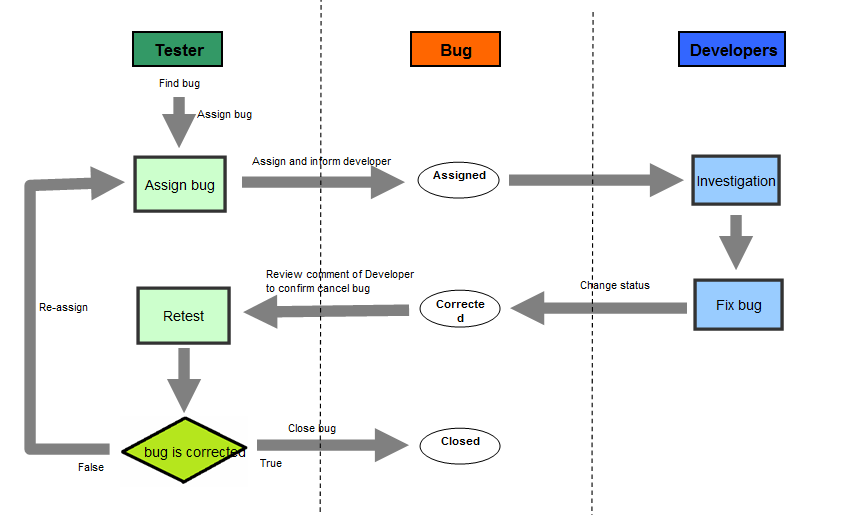 Tester
Bug
Developers
Find bug
Assign bug
Assign and inform developer
Assign bug
Assigned
Investigation
Review comment of Developer
to confirm cancel bug
Change status
Re-assign
Retest
Correcte
d
Fix bug
Close bug
bug is corrected
Closed
False
True